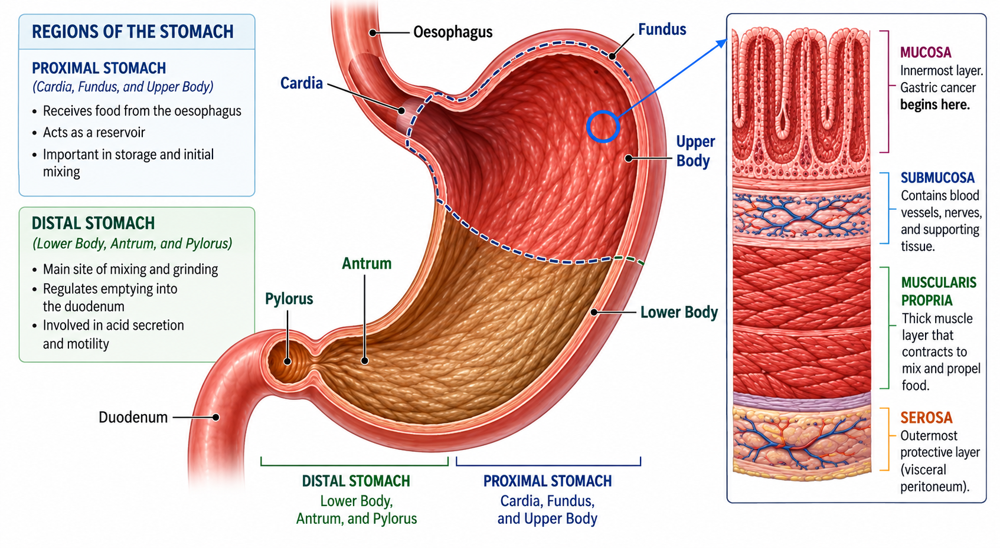 REGIONS OF THE STOMACH
PROXIMAL STOMACH
(Cardia, Fundus, and Upper Body)
• Receives food from the oesophagus
• Acts as a reservoir
• Important in storage and initial
mixing
DISTAL STOMACH
(Lower Body, Antrum, and Pylorus)
• Main site of mixing and grinding
• Regulates emptying into
the duodenum
• Involved in acid secretion
and motility
Oesophagus
Fundus
Cardia
Upper
Body
Antrum
Pylorus
Lower Body
Duodenum
DISTAL STOMACH
Lower Body,
Antrum, and Pylorus
PROXIMAL STOMACH
Cardia, Fundus,
and Upper Body
MUCOSA
Innermost layer.
Gastric cancer
begins here.
SUBMUCOSA
Contains blood
vessels, nerves,
and supporting
tissue.
MUSCULARIS
PROPRIA
Thick muscle
layer that
contracts to
mix and propel
food.
SEROSA
Outermost
protective layer
(visceral
peritoneum).